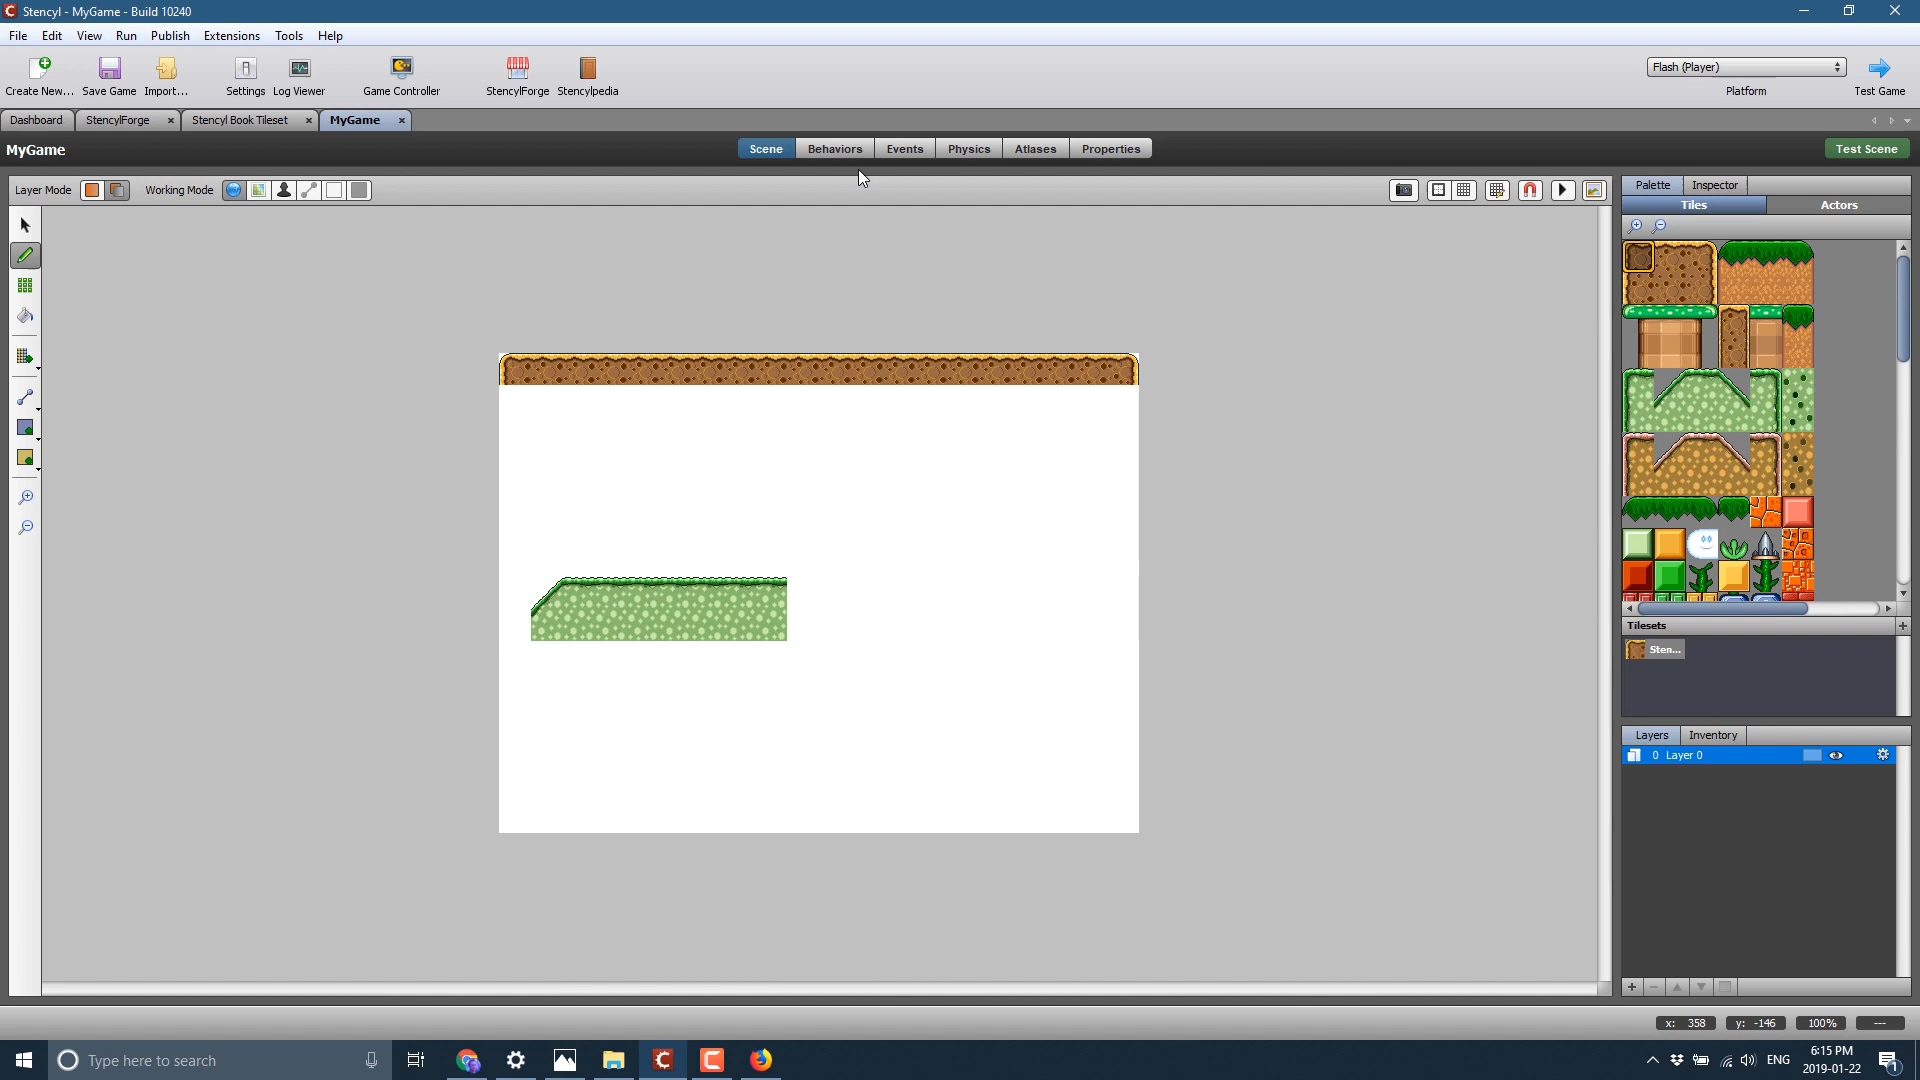 Stencyl - MyGame - Build 10240
File Edit View Run Publish Extensions Tools Help
Create New... Save Game Import... Settings Log Viewer Game Controller StencylForge Stencylpedia
Flash (Player)
Platform
Test Game
Dashboard StencylForge Stencyl Book Tileset MyGame
MyGame
Scene Behaviors Events Physics Atlases Properties
Test Scene
Layer Mode Working Mode
Palette Inspector
Tiles Actors
Tilesets
Sten...
Layers Inventory
0 Layer 0
x: 358 y: -146 100% ---
Type here to search
ENG
6:15 PM
2019-01-22
1